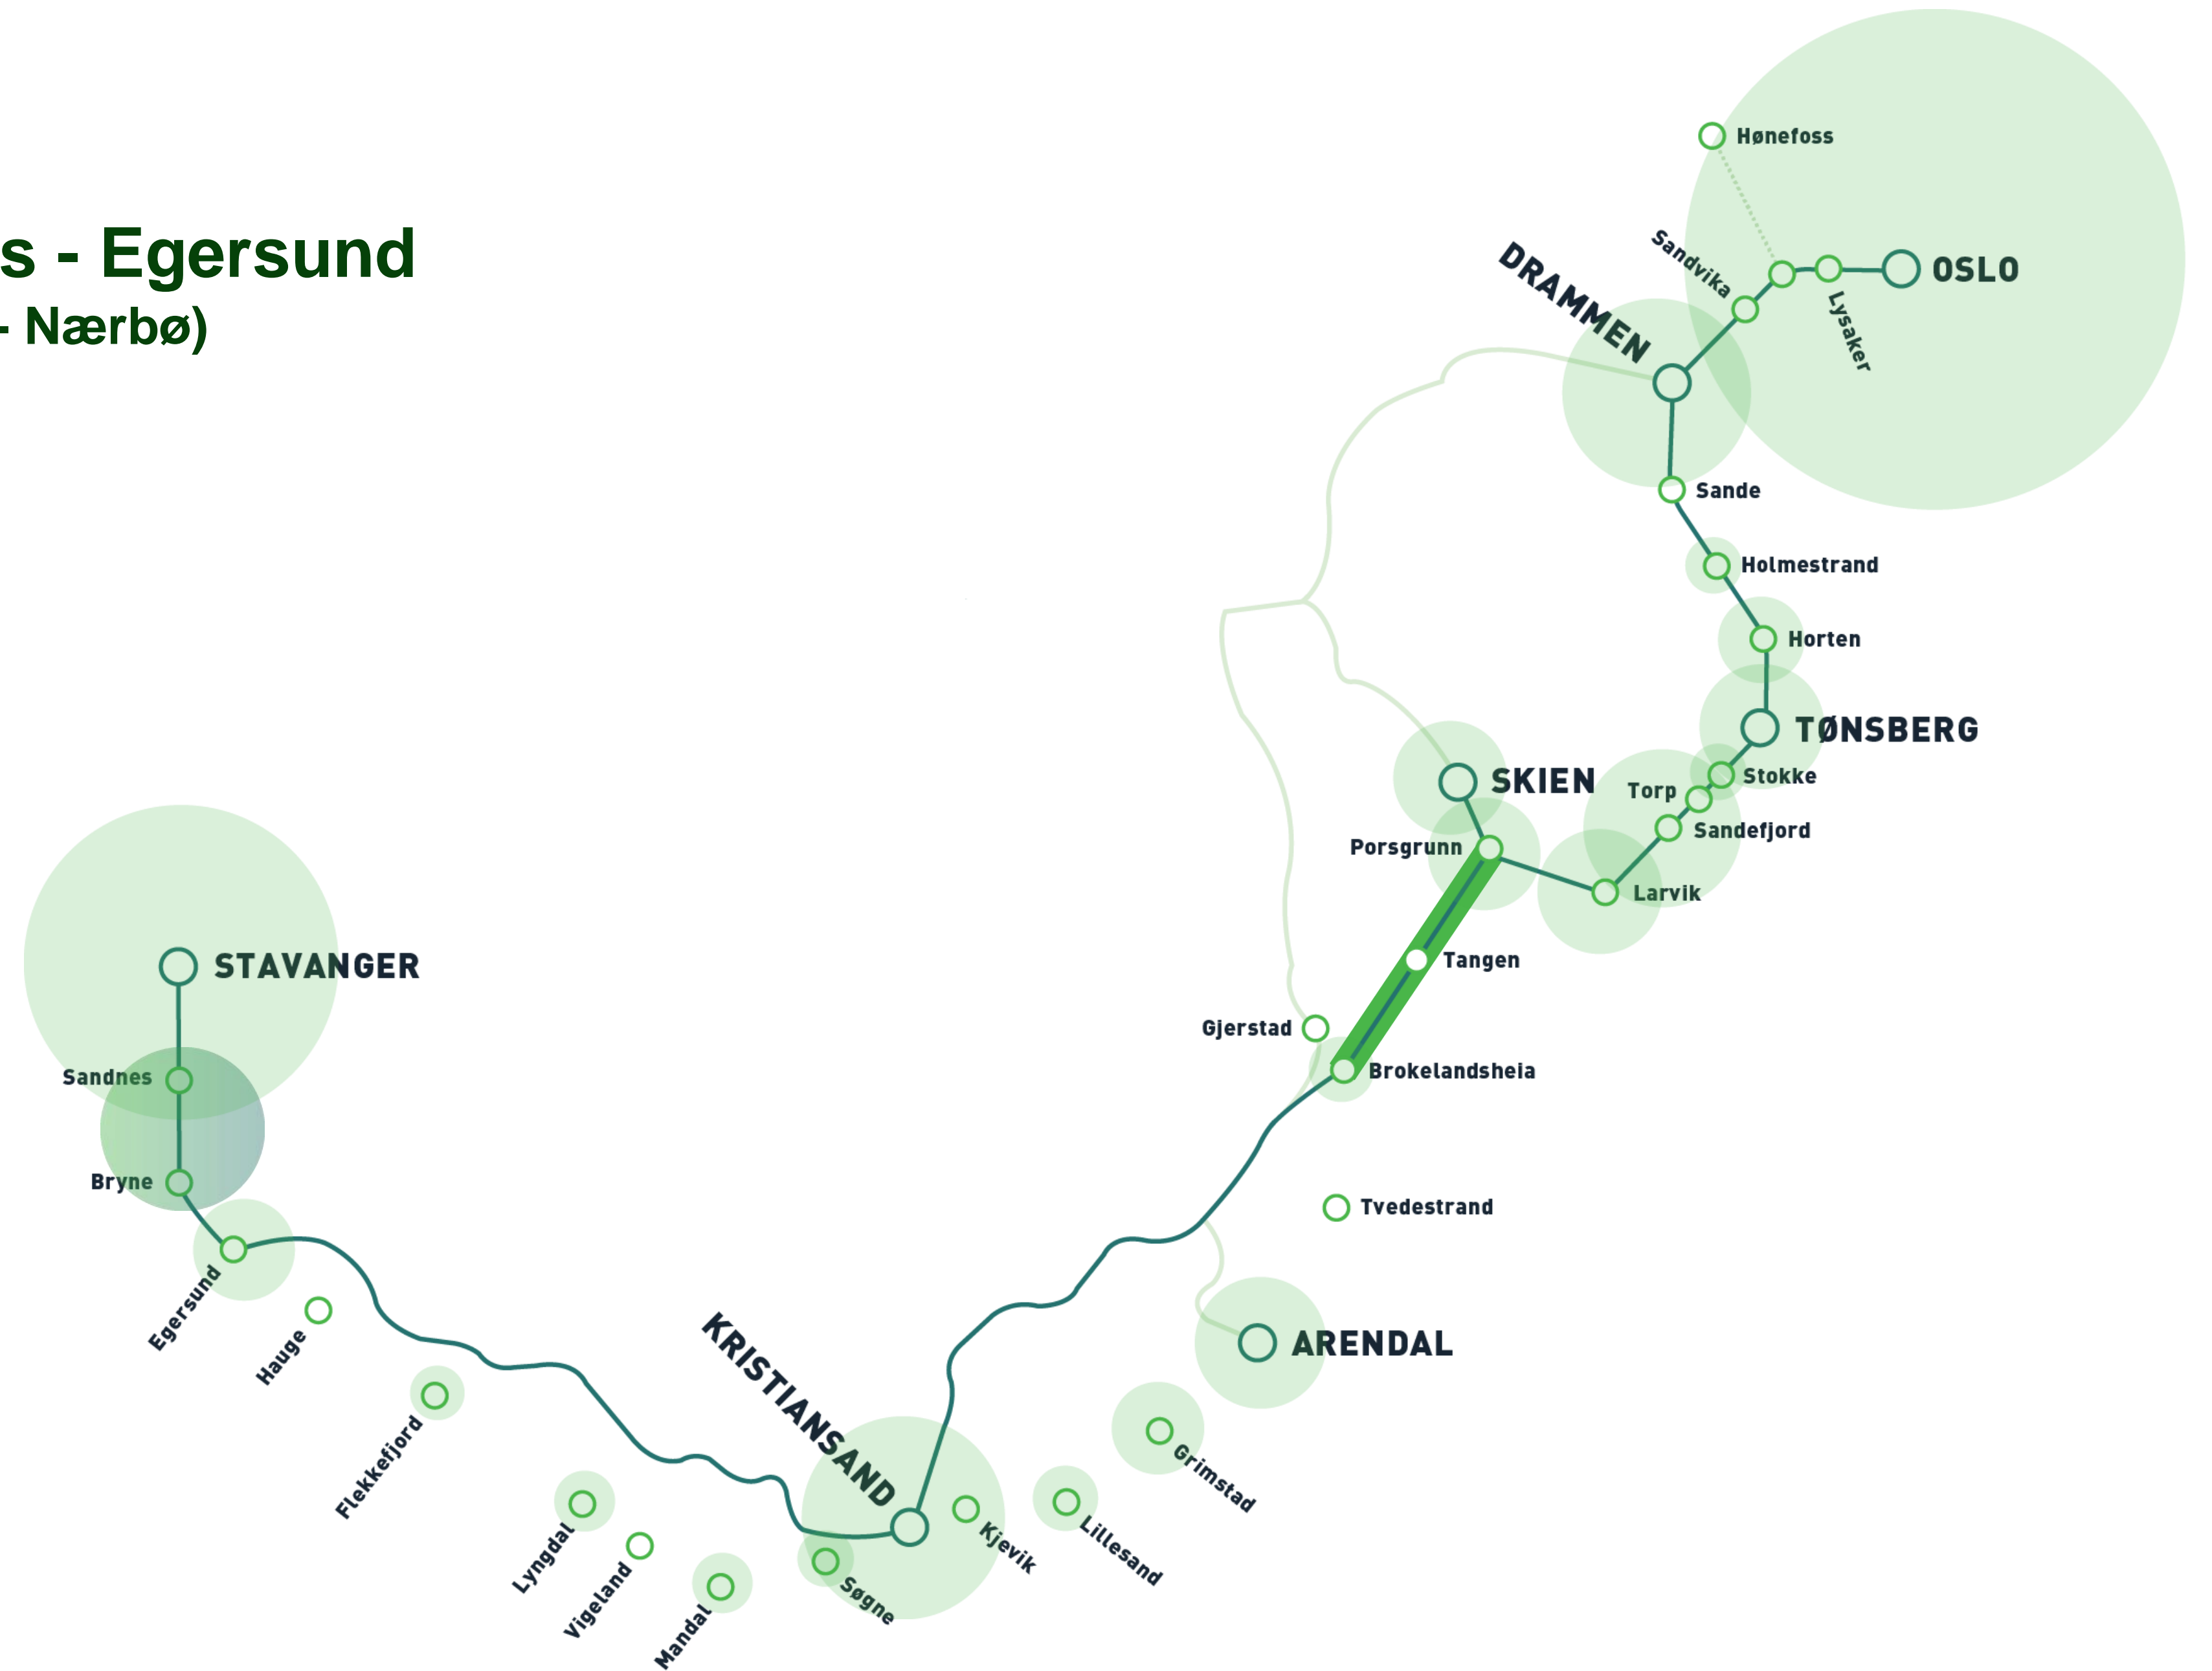 s - Egersund
- Nærbø)
Hønefoss
OSLO
Sandvika
Lysaker
DRAMMEN
Sande
Holmestrand
Horten
TØNSBERG
Stokke
Torp
Sandefjord
Larvik
SKIEN
Porsgrunn
Tangen
Gjerstad
Brokelandsheia
Tvedestrand
ARENDAL
Grimstad
Lillesand
Kjevik
KRISTIANSAND
Søgne
Mandal
Vigeland
Lyngdal
Flekkefjord
Hauge
Egersund
Bryne
Sandnes
STAVANGER